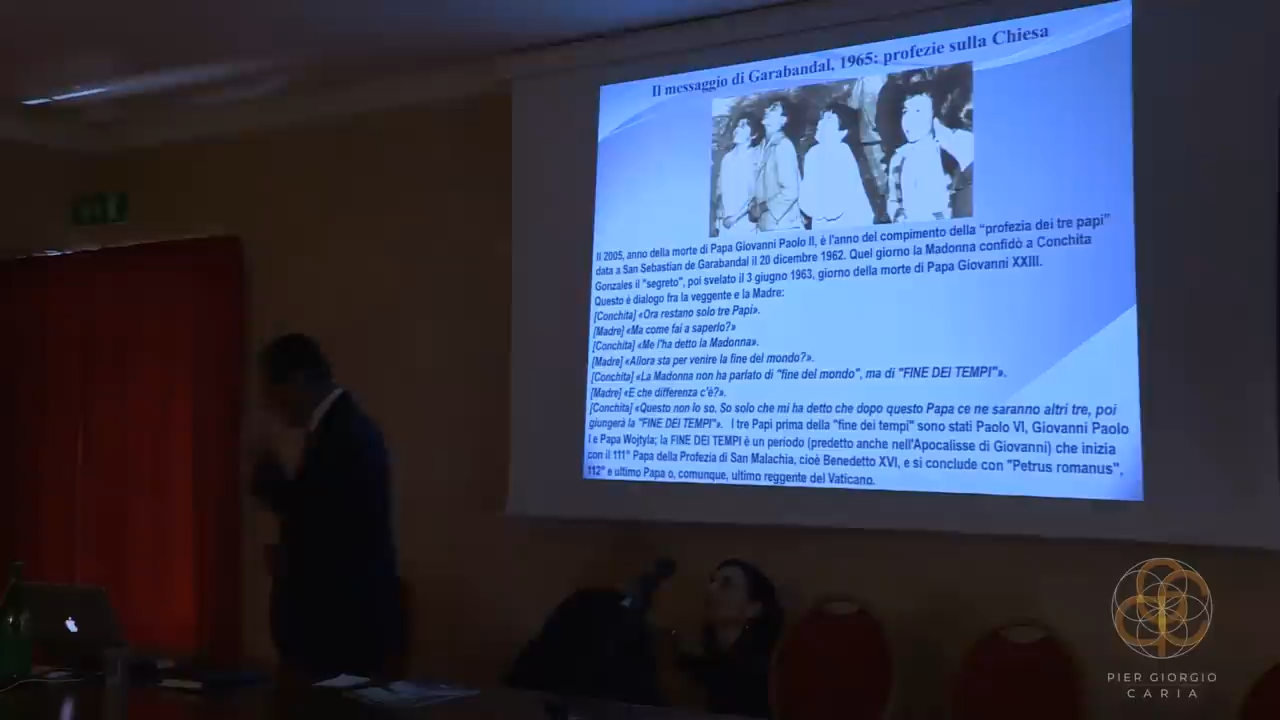 Il messaggio di Garabandal, 1965: profezie sulla Chiesa
Il 2005, anno della morte di Papa Giovanni Paolo II, è l'anno del compimento della "profezia dei tre papi"
data a San Sebastian de Garabandal il 20 dicembre 1962. Quel giorno la Madonna confidò a Conchita
Gonzales il "segreto", poi svelato il 3 giugno 1963, giorno della morte di Papa Giovanni XXIII.
Questo è dialogo fra la veggente e la Madre:
[Conchita] «Ora restano solo tre Papi».
[Madre] «Ma come fai a saperlo?»
[Conchita] «Me l'ha detto la Madonna».
[Madre] «Allora sta per venire la fine del mondo?».
[Conchita] «La Madonna non ha parlato di "fine del mondo", ma di "FINE DEI TEMPI"».
[Madre] «E che differenza c'è?».
[Conchita] «Questo non lo so. So solo che mi ha detto che dopo questo Papa ce ne saranno altri tre, poi
giungerà la "FINE DEI TEMPI"». I tre Papi prima della "fine dei tempi" sono stati Paolo VI, Giovanni Paolo
I e Papa Wojtyla; la FINE DEI TEMPI è un periodo (predetto anche nell'Apocalisse di Giovanni) che inizia
con il 111° Papa della Profezia di San Malachia, cioè Benedetto XVI, e si conclude con "Petrus romanus",
112° e ultimo Papa o, comunque, ultimo reggente del Vaticano.
PIER GIORGIO
CARIA